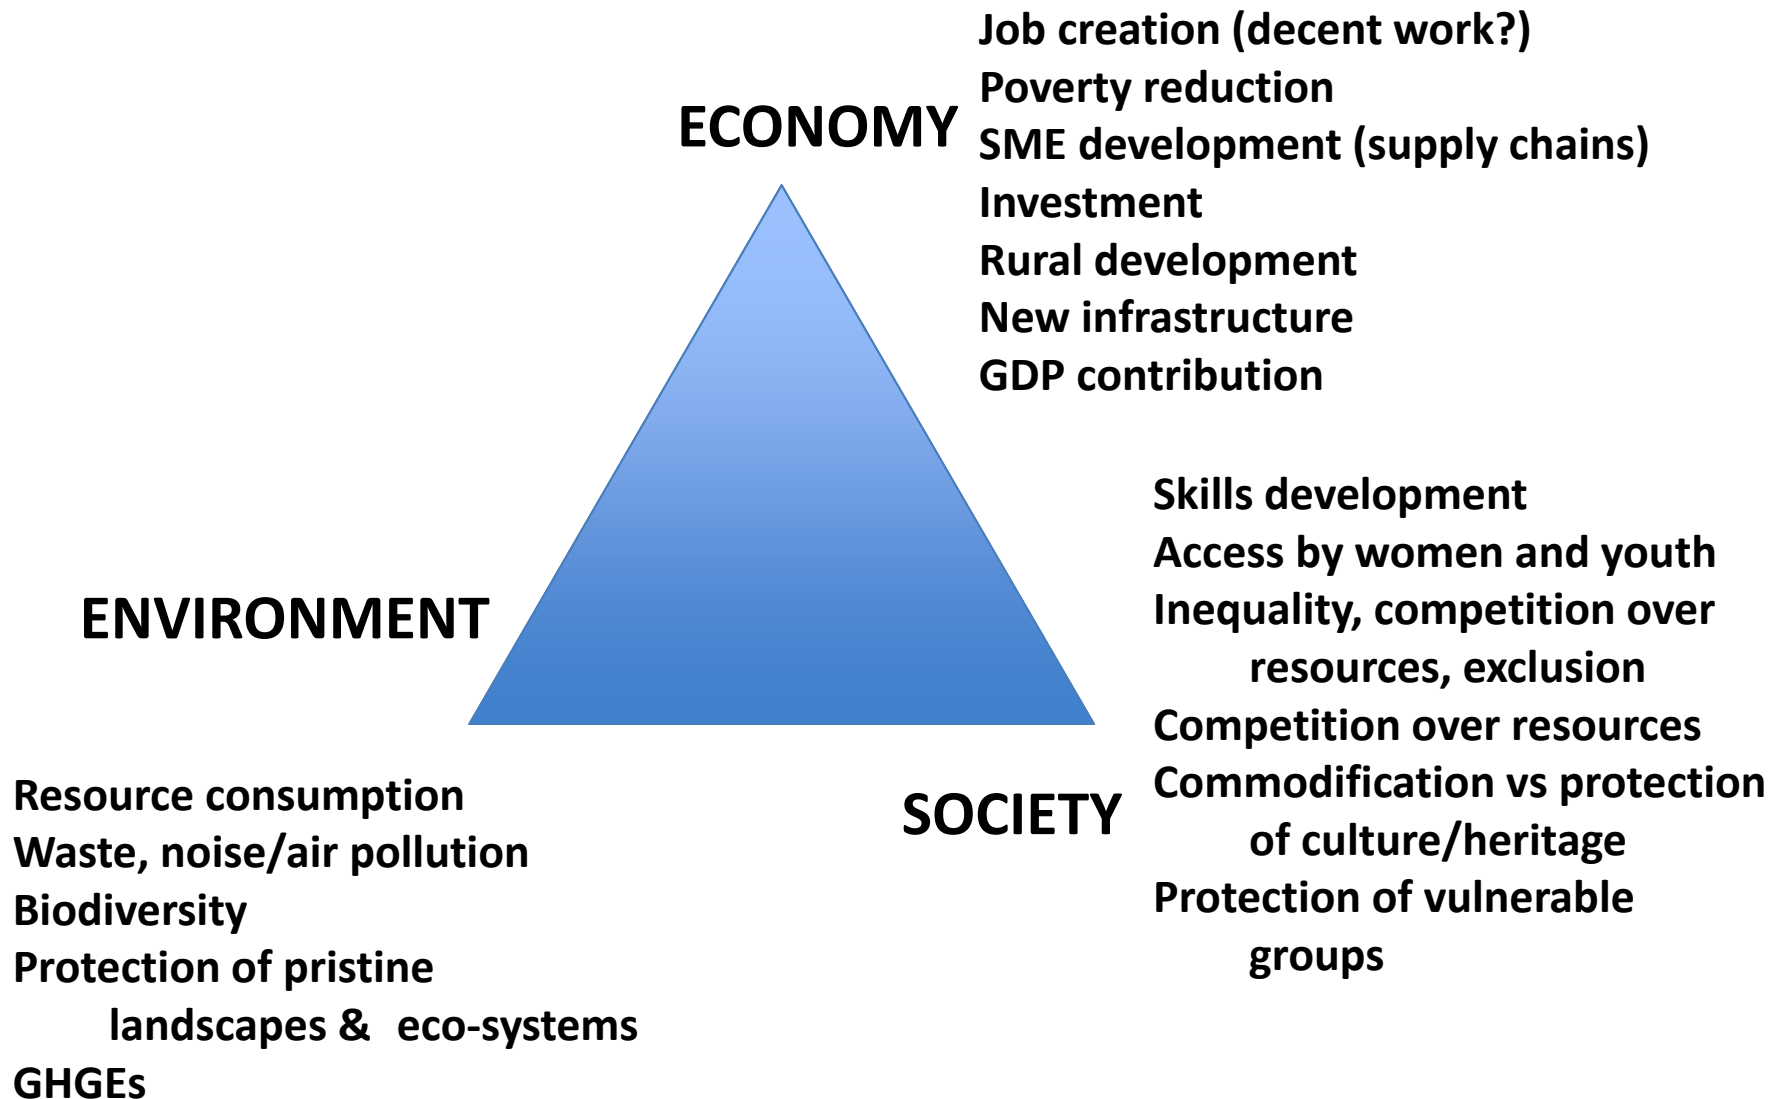 ECONOMY
Job creation (decent work?)
Poverty reduction
SME development (supply chains)
Investment
Rural development
New infrastructure
GDP contribution
ENVIRONMENT
Resource consumption
Waste, noise/air pollution
Biodiversity
Protection of pristine
landscapes & eco-systems
GHGEs
SOCIETY
Skills development
Access by women and youth
Inequality, competition over
resources, exclusion
Competition over resources
Commodification vs protection
of culture/heritage
Protection of vulnerable
groups